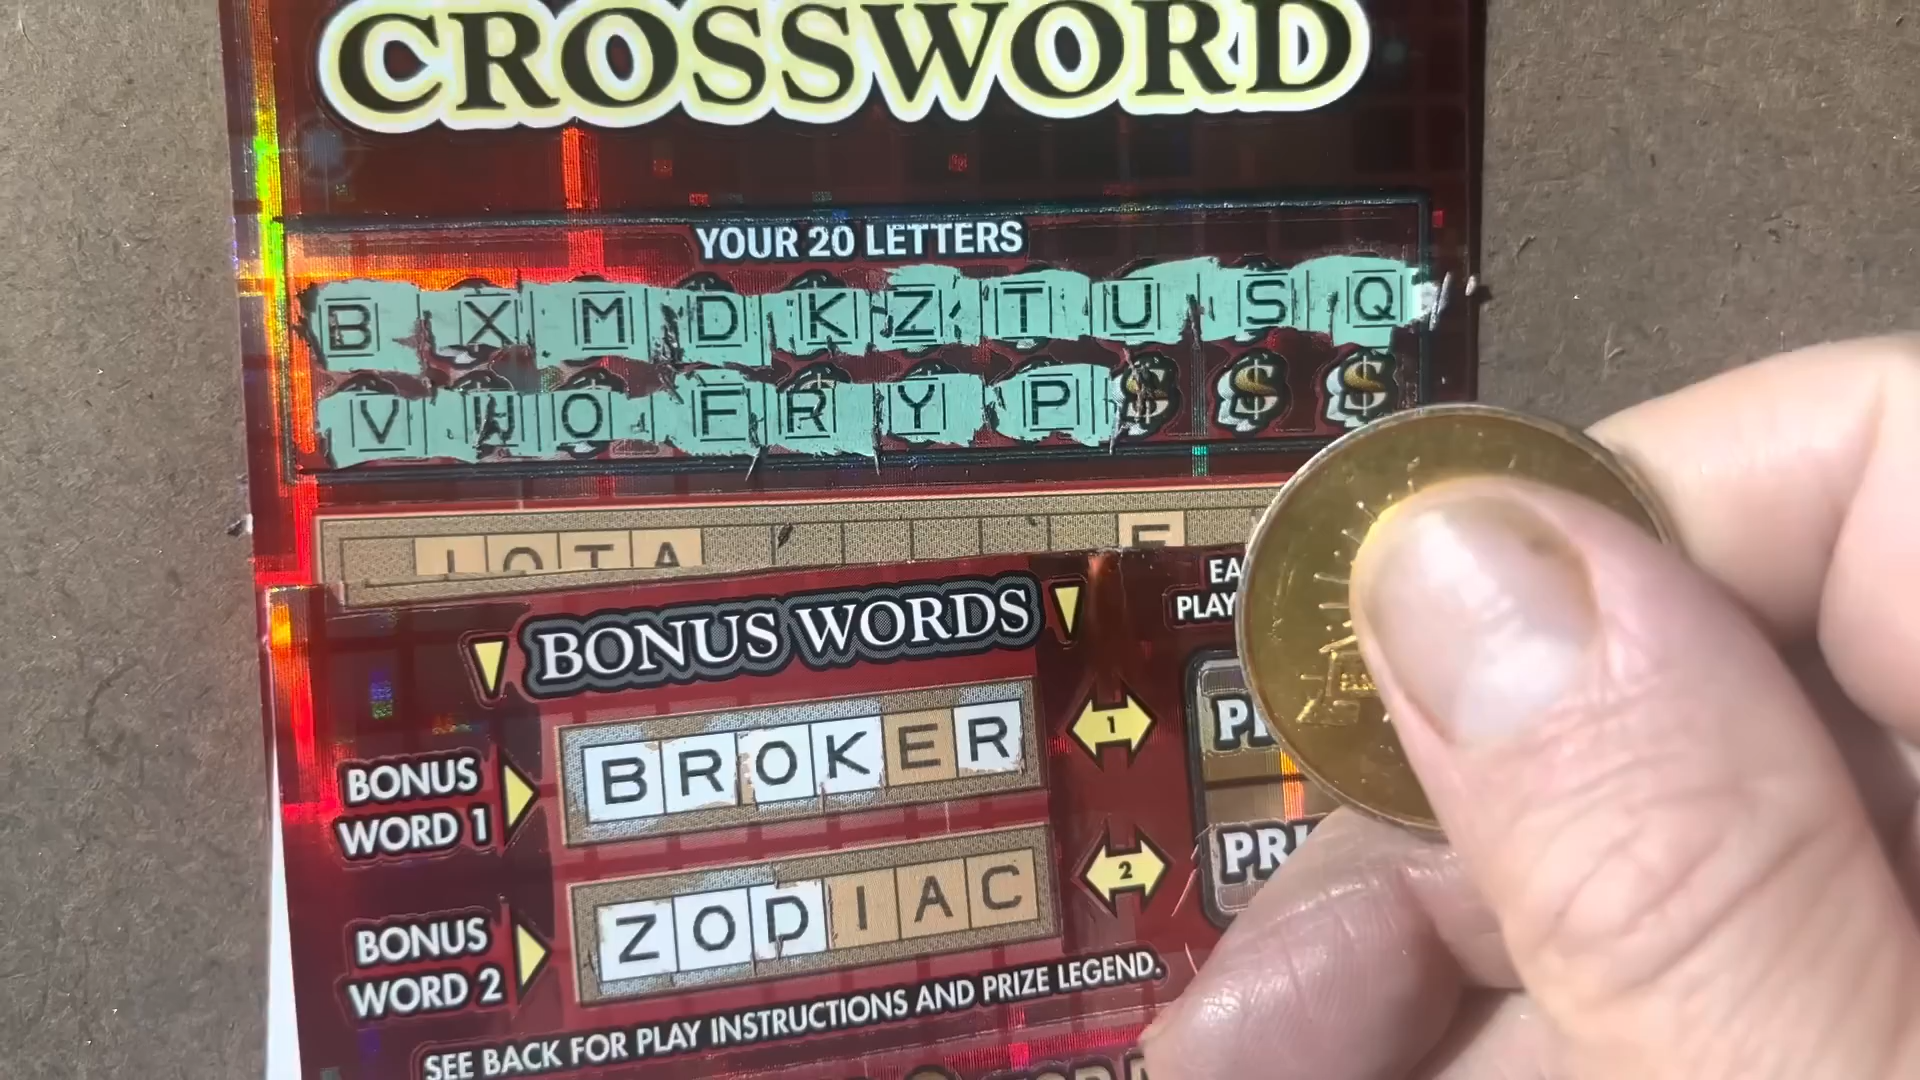 CROSSWORD
YOUR 20 LETTERS
B X M D K Z T U S Q
V W O F R Y P $ $ $
IOTA
BONUS WORDS
BONUS
WORD 1
BROKER
1
BONUS
WORD 2
ZODIAC
2
SEE BACK FOR PLAY INSTRUCTIONS AND PRIZE LEGEND.